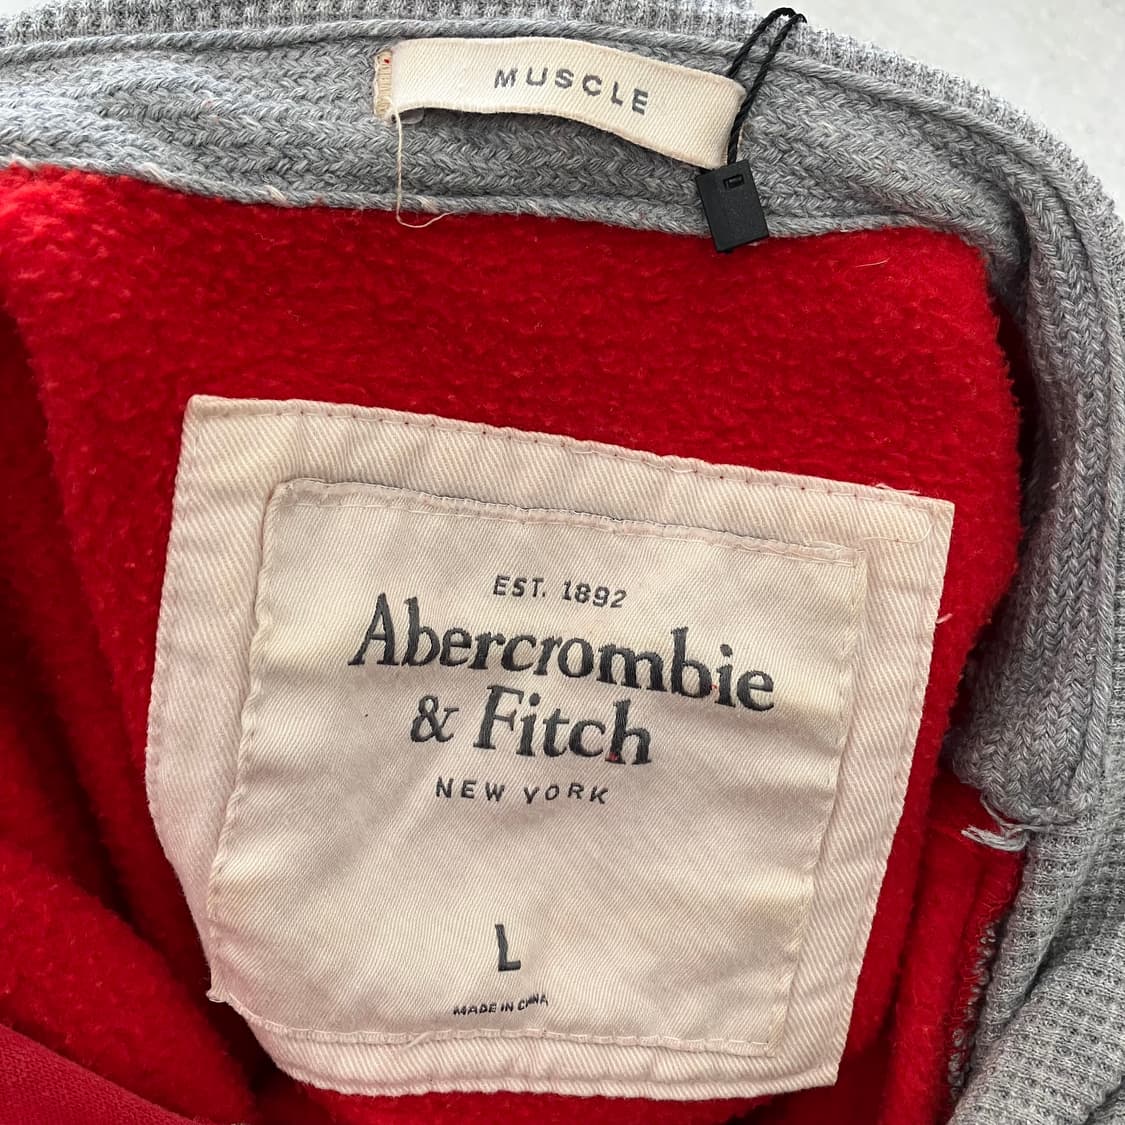 MUSCLE
EST. 1892
Abercrombie
& Fitch
NEW YORK
L
MADE IN CHINA